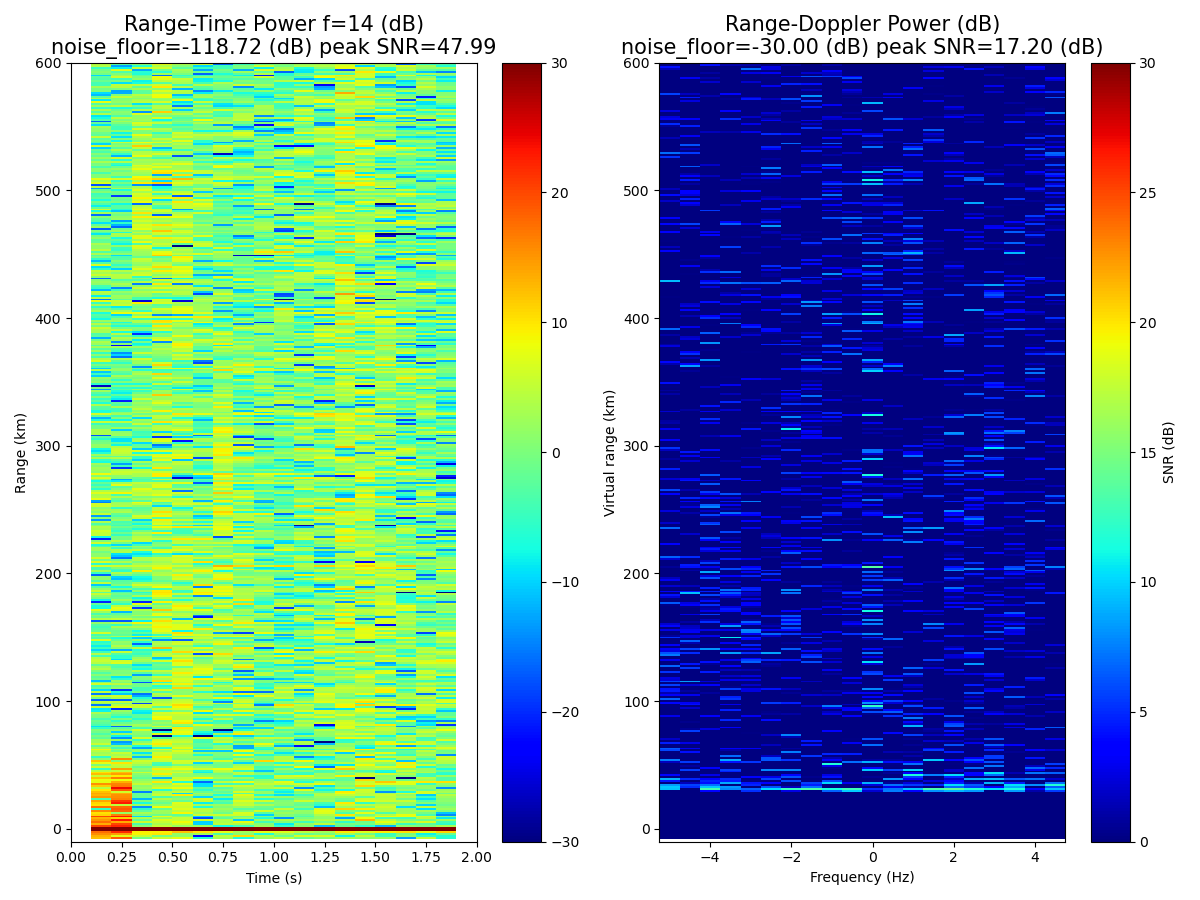 Range-Time Power f=14 (dB)
noise_floor=-118.72 (dB) peak SNR=47.99
Range-Doppler Power (dB)
noise_floor=-30.00 (dB) peak SNR=17.20 (dB)
600
500
400
300
200
100
0
Range (km)
0.00 0.25 0.50 0.75 1.00 1.25 1.50 1.75 2.00
Time (s)
30
20
10
0
−10
−20
−30
600
500
400
300
200
100
0
Virtual range (km)
−4 −2 0 2 4
Frequency (Hz)
30
25
20
15
10
5
0
SNR (dB)